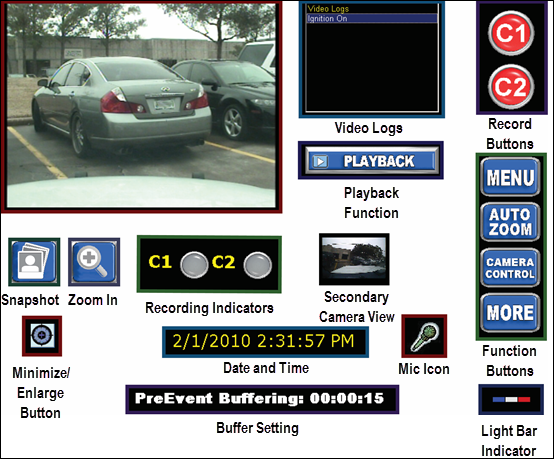 Video Logs
Ignition On
Video Logs
C1
C2
Record
Buttons
PLAYBACK
Playback
Function
MENU
AUTO
ZOOM
CAMERA
CONTROL
MORE
Function
Buttons
Snapshot
Zoom In
C1 C2
Recording Indicators
Secondary
Camera View
Minimize/
Enlarge
Button
2/1/2010 2:31:57 PM
Date and Time
Mic Icon
PreEvent Buffering: 00:00:15
Buffer Setting
Light Bar
Indicator